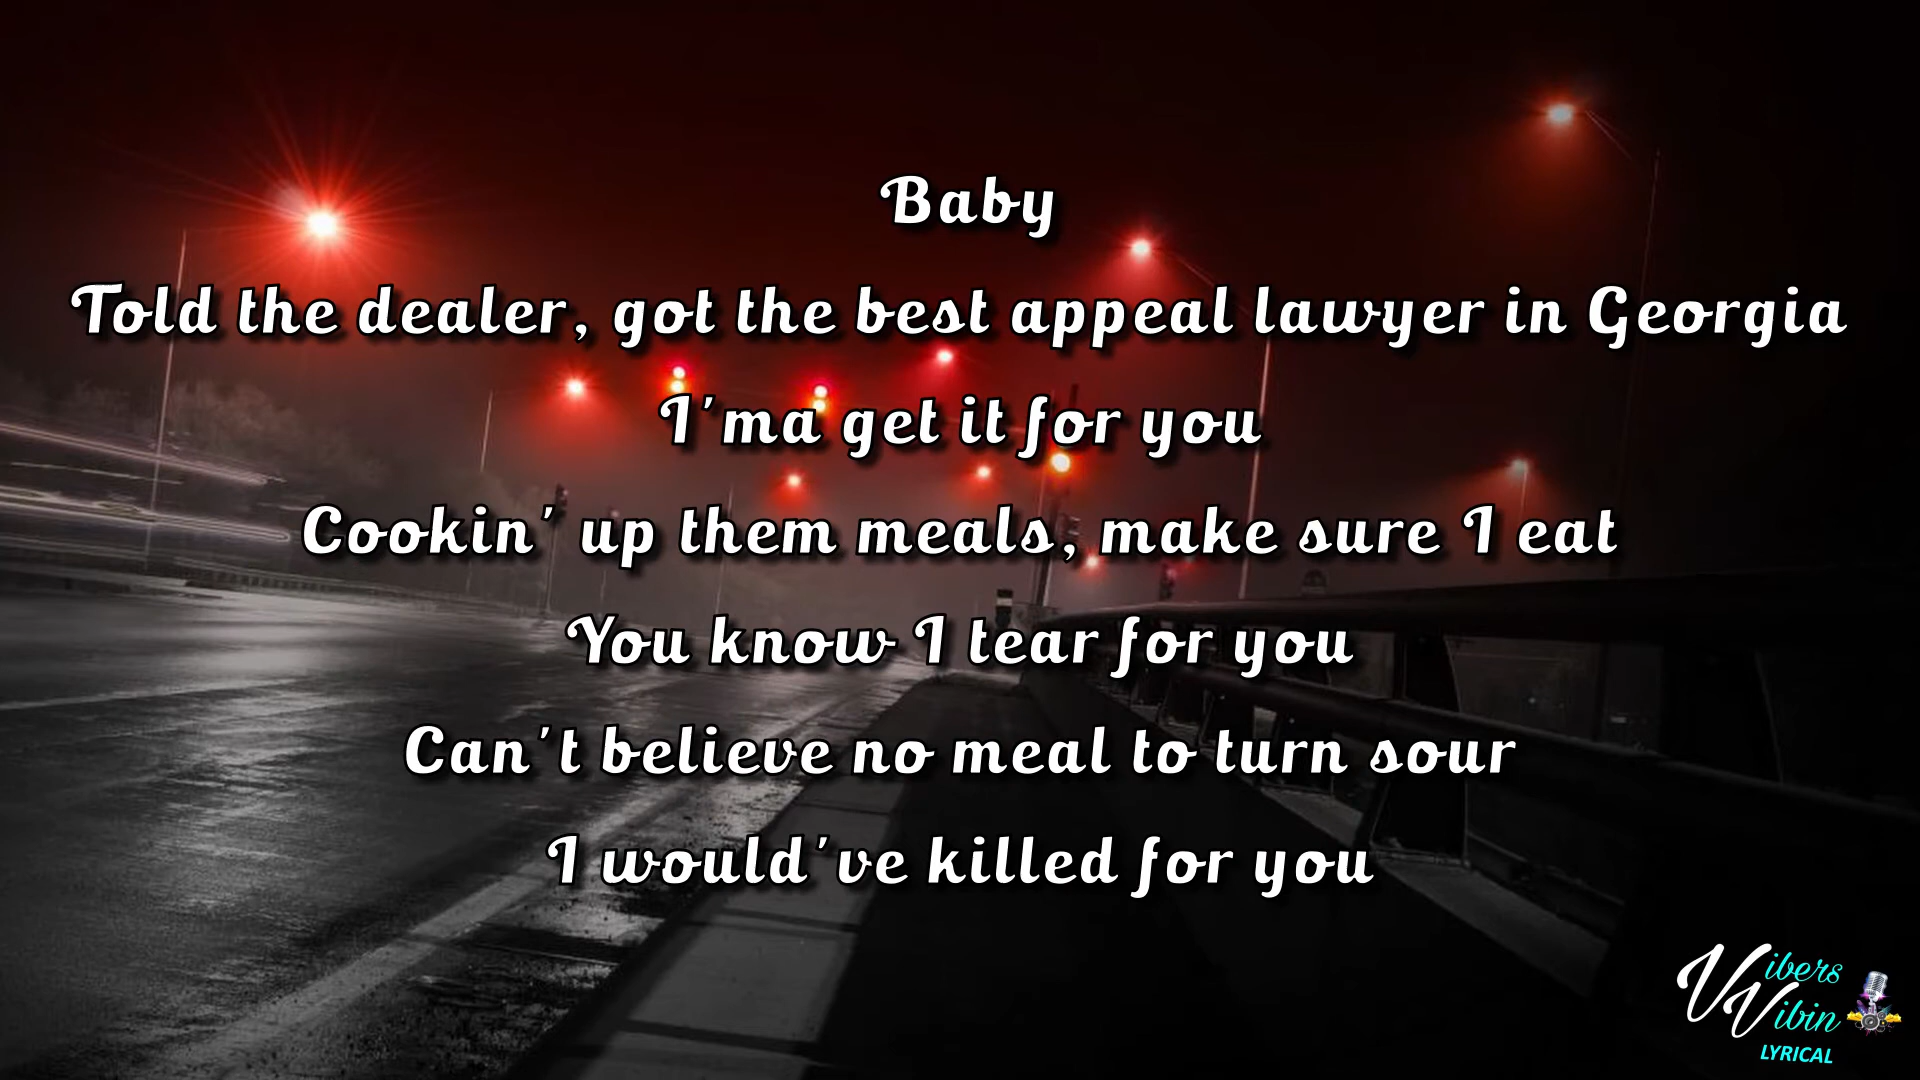 Baby
Told the dealer, got the best appeal lawyer in Georgia
I'ma get it for you
Cookin' up them meals, make sure I eat
You know I tear for you
Can't believe no meal to turn sour
I would've killed for you
Vibers
Vibin
LYRICAL